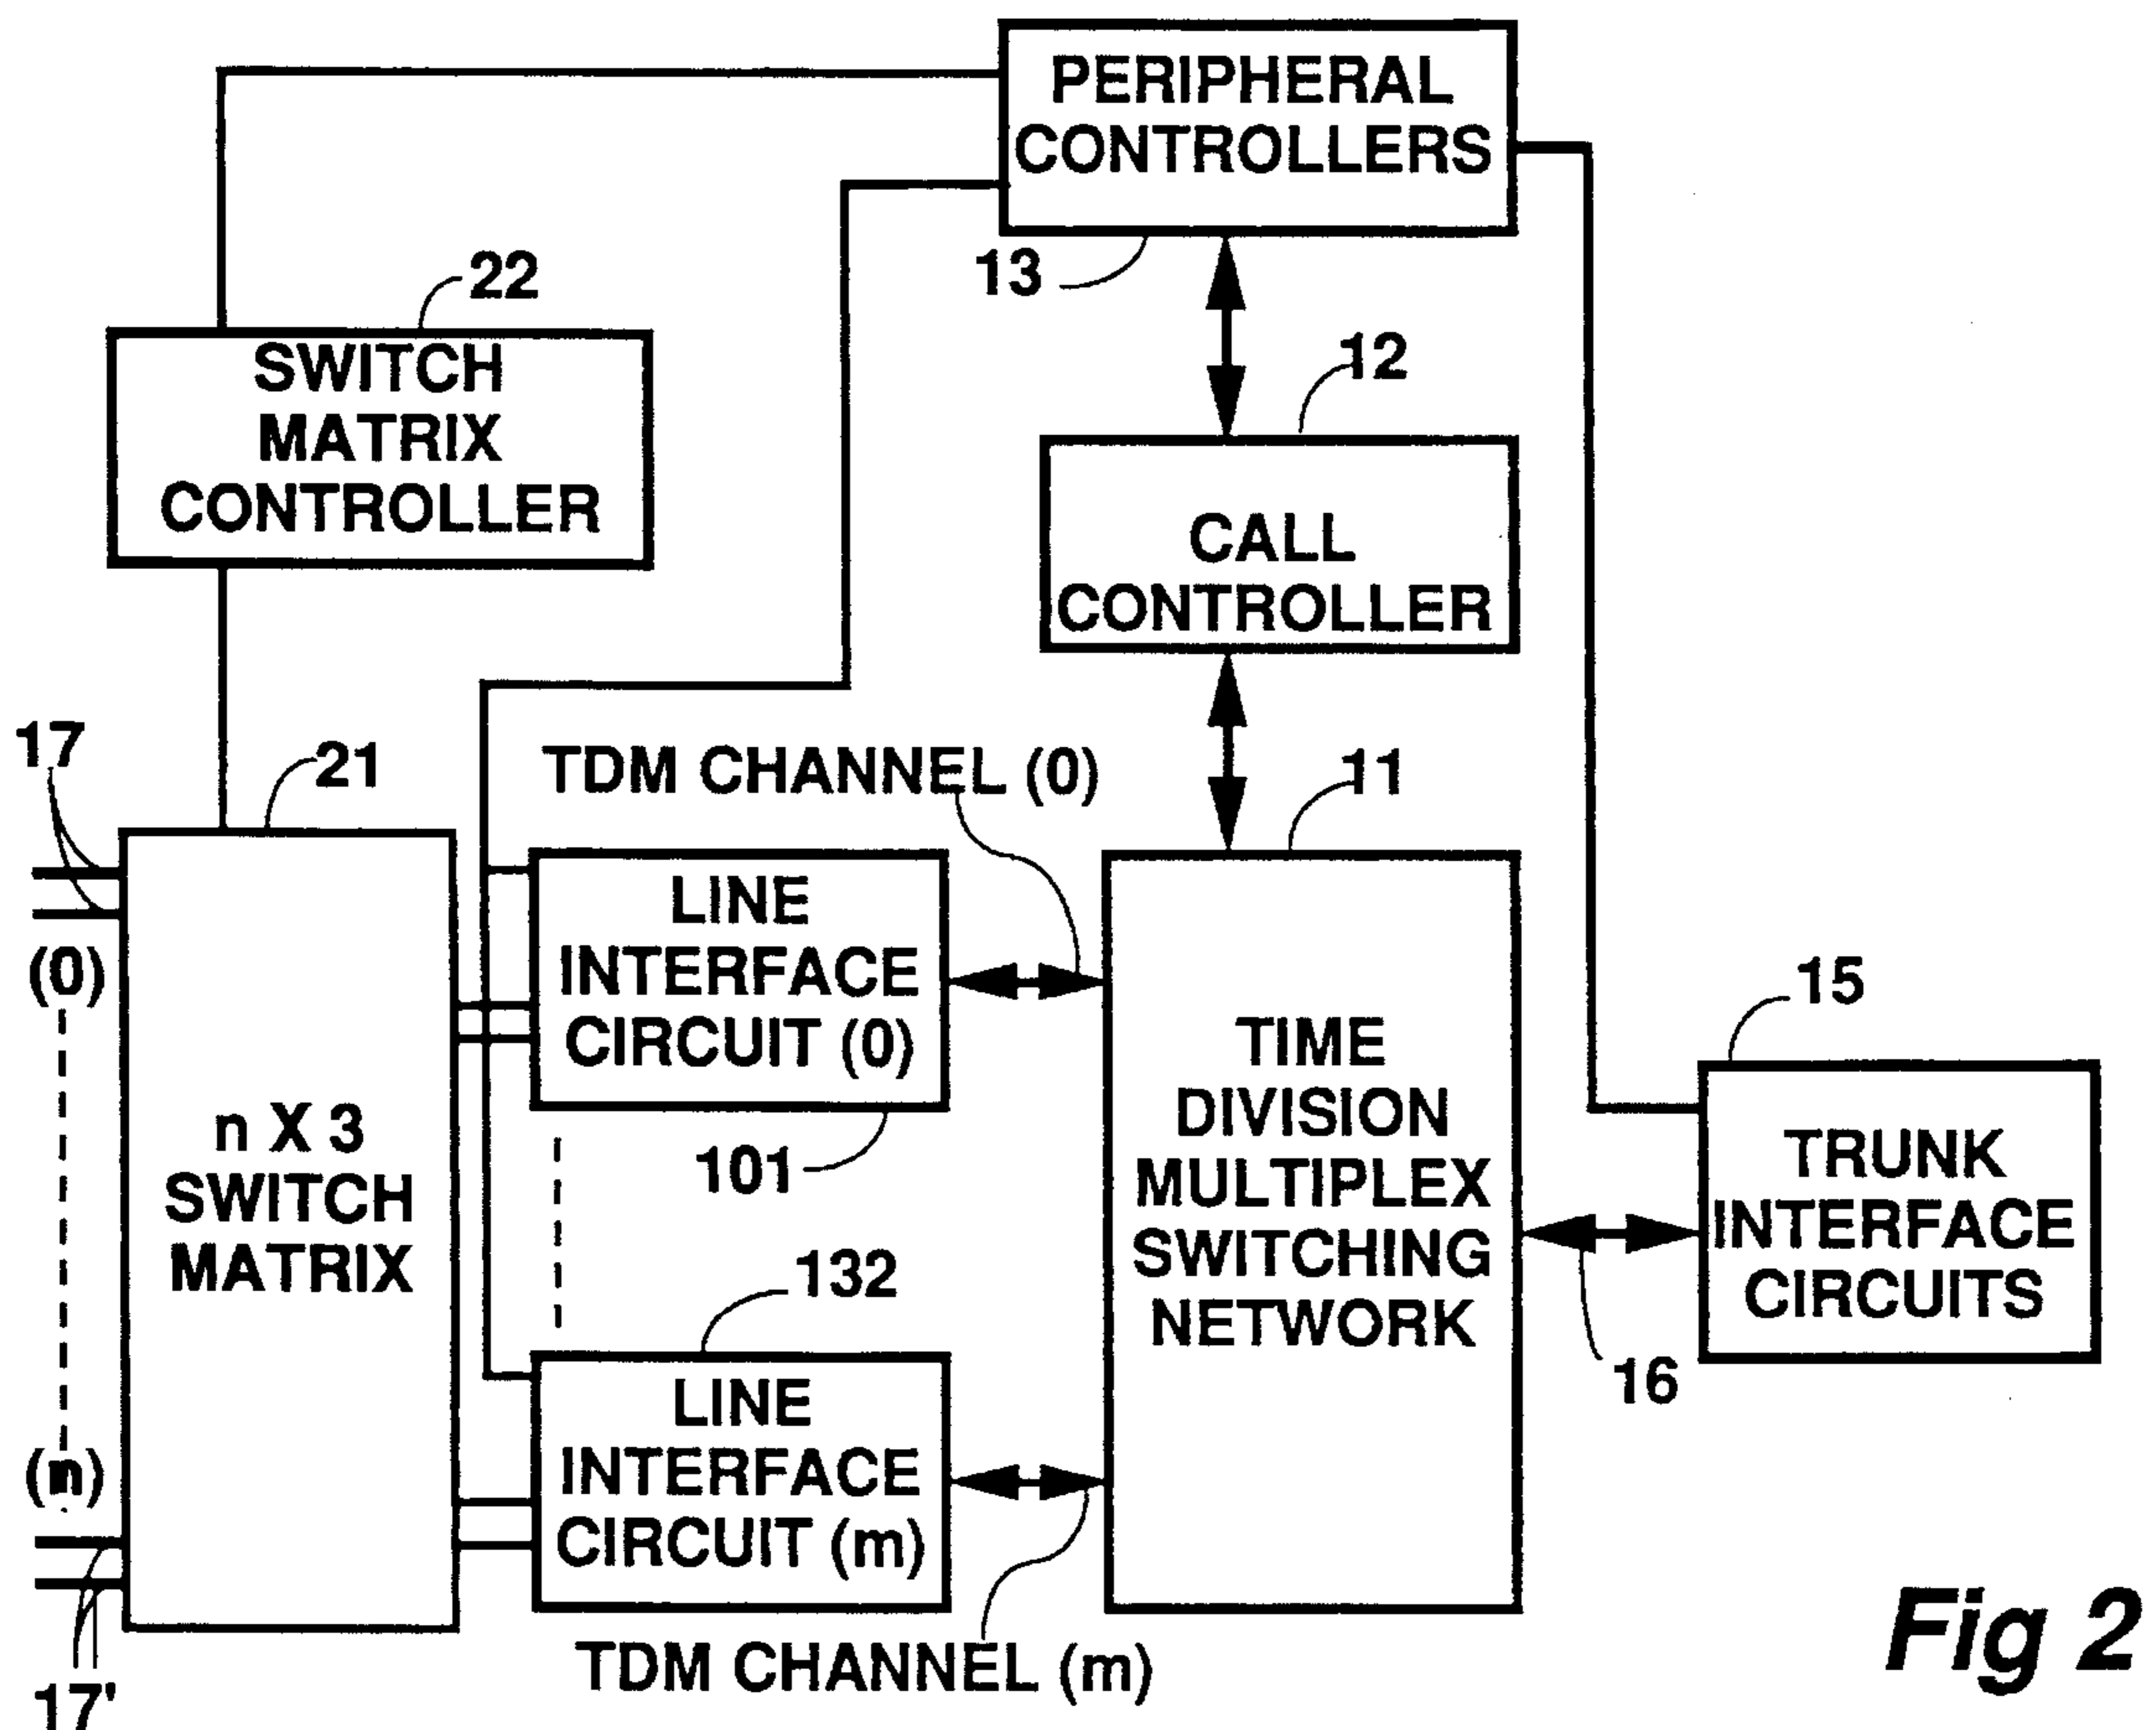 PERIPHERAL
CONTROLLERS
13
22
SWITCH
MATRIX
CONTROLLER
12
CALL
CONTROLLER
17
21
TDM CHANNEL (0)
11
LINE
INTERFACE
CIRCUIT (0)
(0)
101
n X 3
SWITCH
MATRIX
TIME
DIVISION
MULTIPLEX
SWITCHING
NETWORK
15
TRUNK
INTERFACE
CIRCUITS
16
132
LINE
INTERFACE
CIRCUIT (m)
(n)
17'
TDM CHANNEL (m)
Fig 2